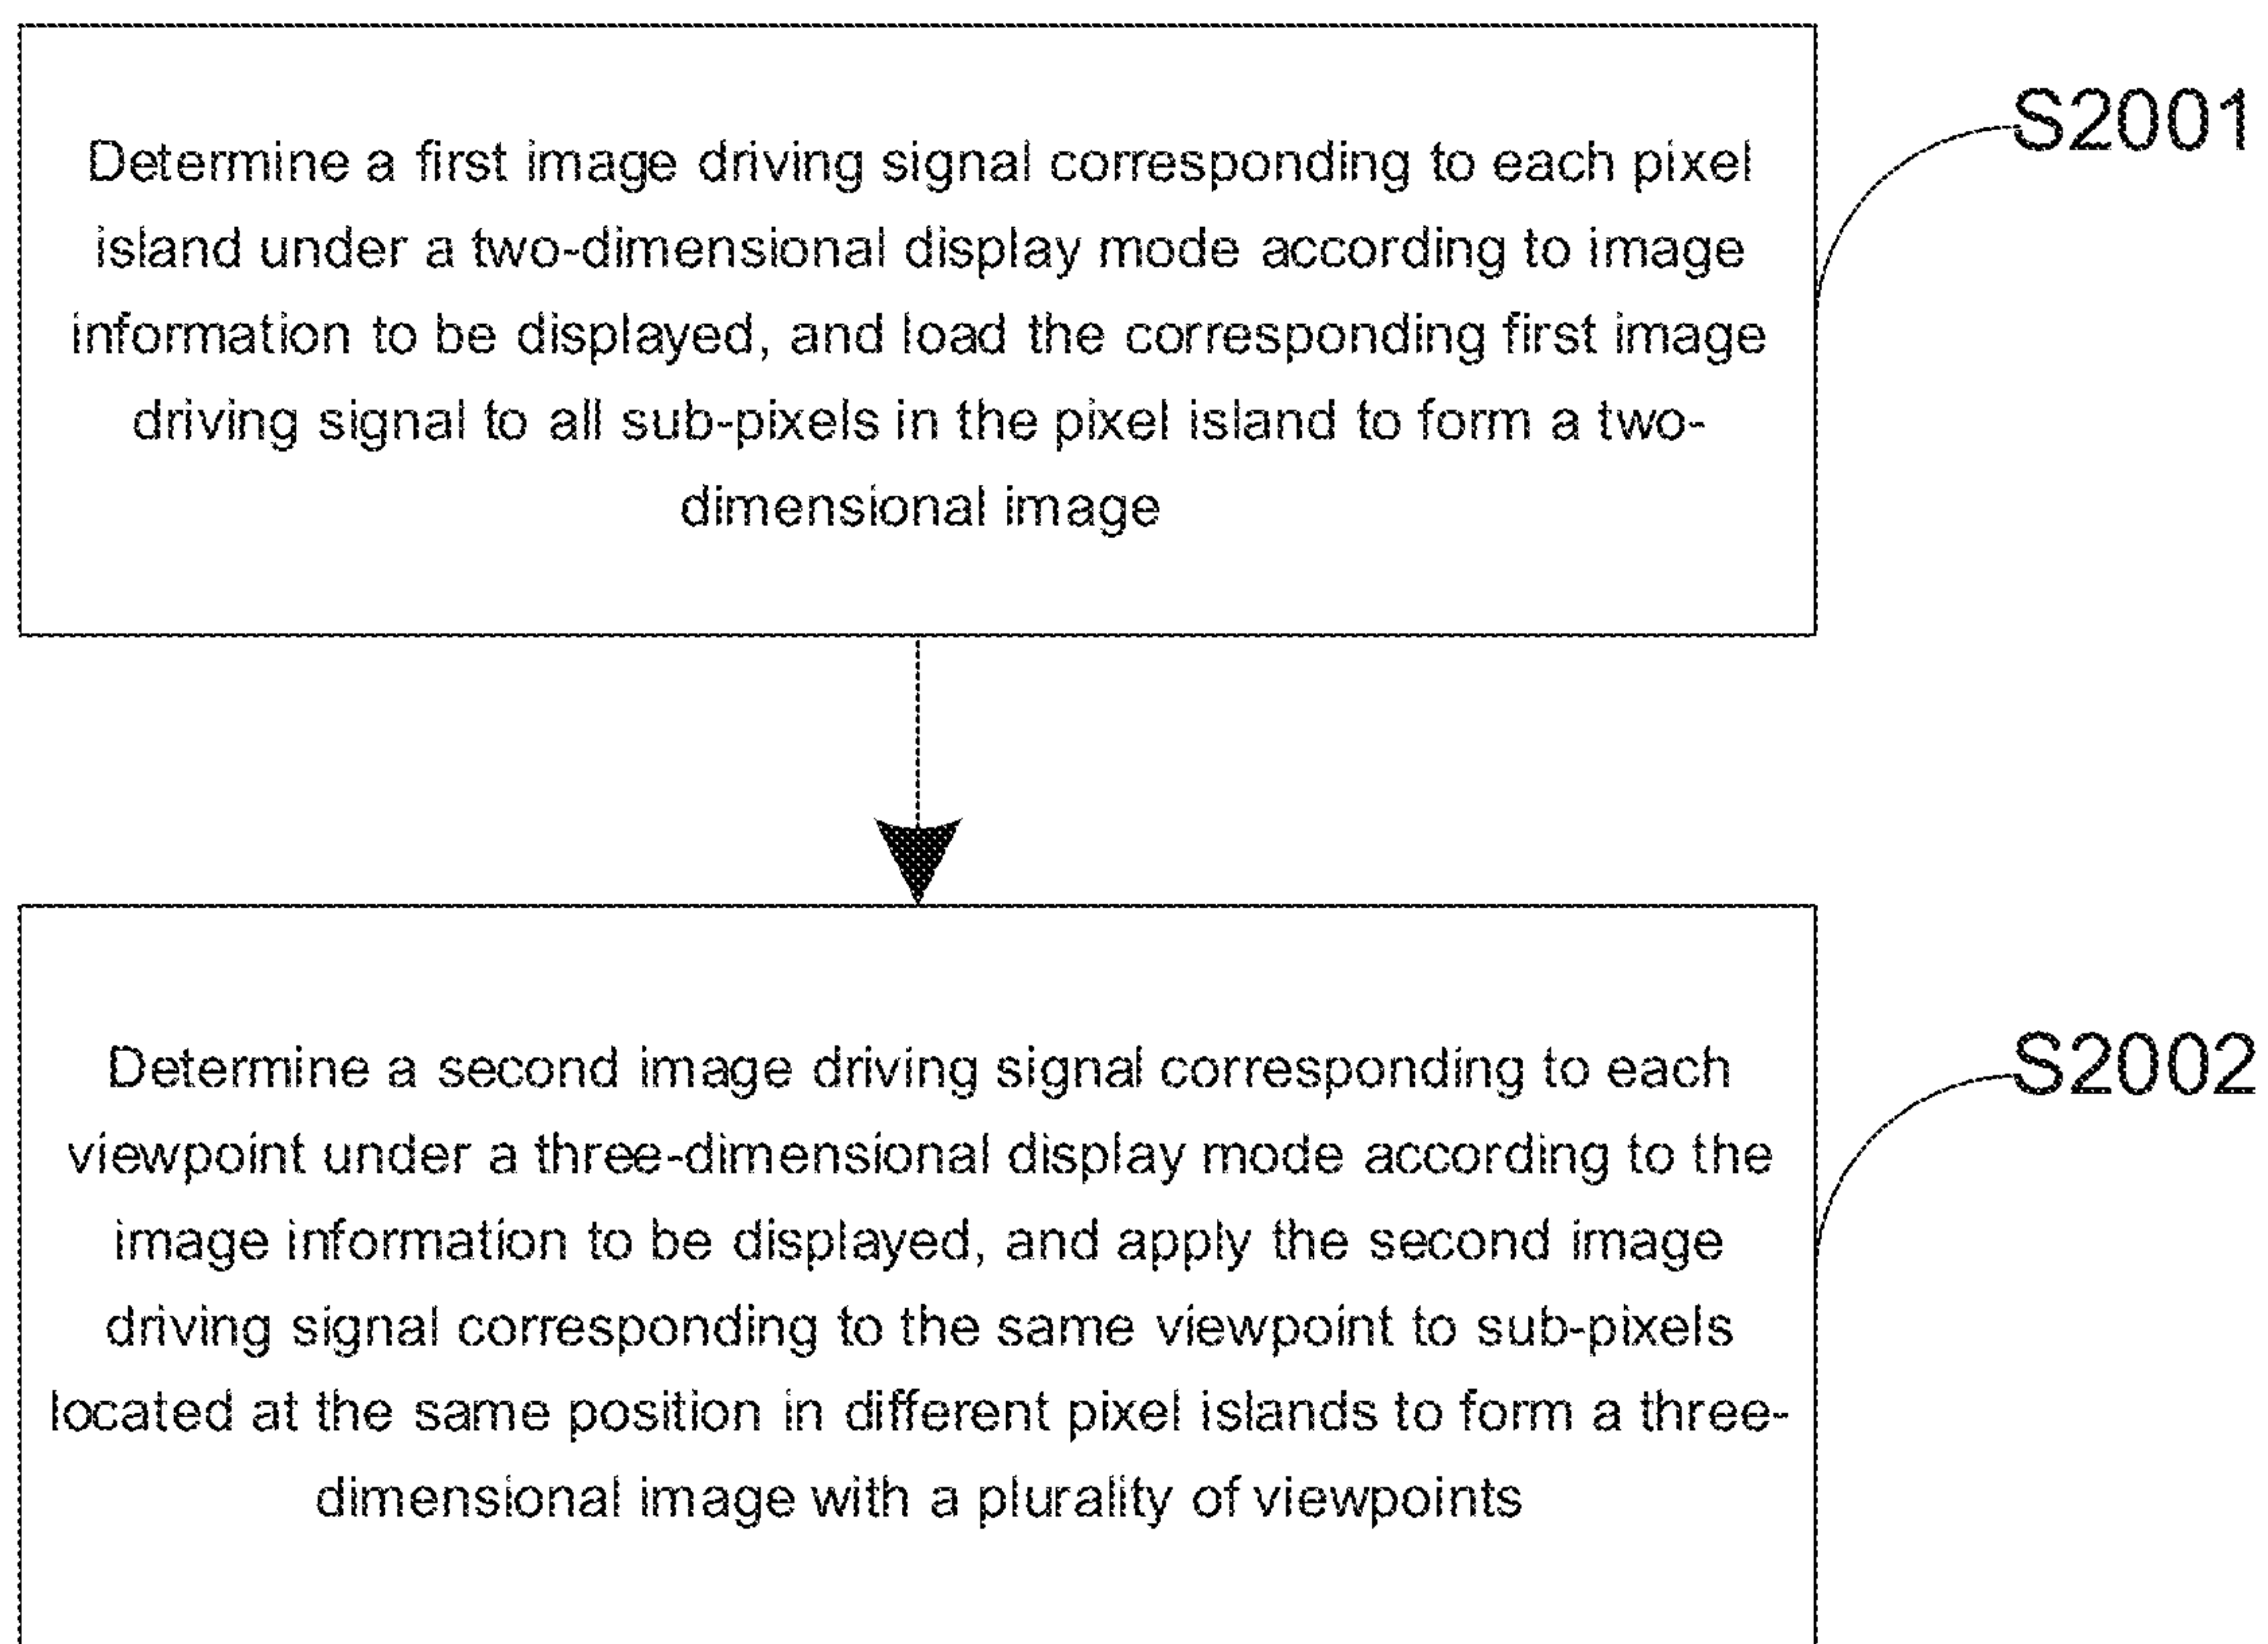 Determine a first image driving signal corresponding to each pixel
island under a two-dimensional display mode according to image
information to be displayed, and load the corresponding first image
driving signal to all sub-pixels in the pixel island to form a two-
dimensional image
S2001
Determine a second image driving signal corresponding to each
viewpoint under a three-dimensional display mode according to the
image information to be displayed, and apply the second image
driving signal corresponding to the same viewpoint to sub-pixels
located at the same position in different pixel islands to form a three-
dimensional image with a plurality of viewpoints
S2002